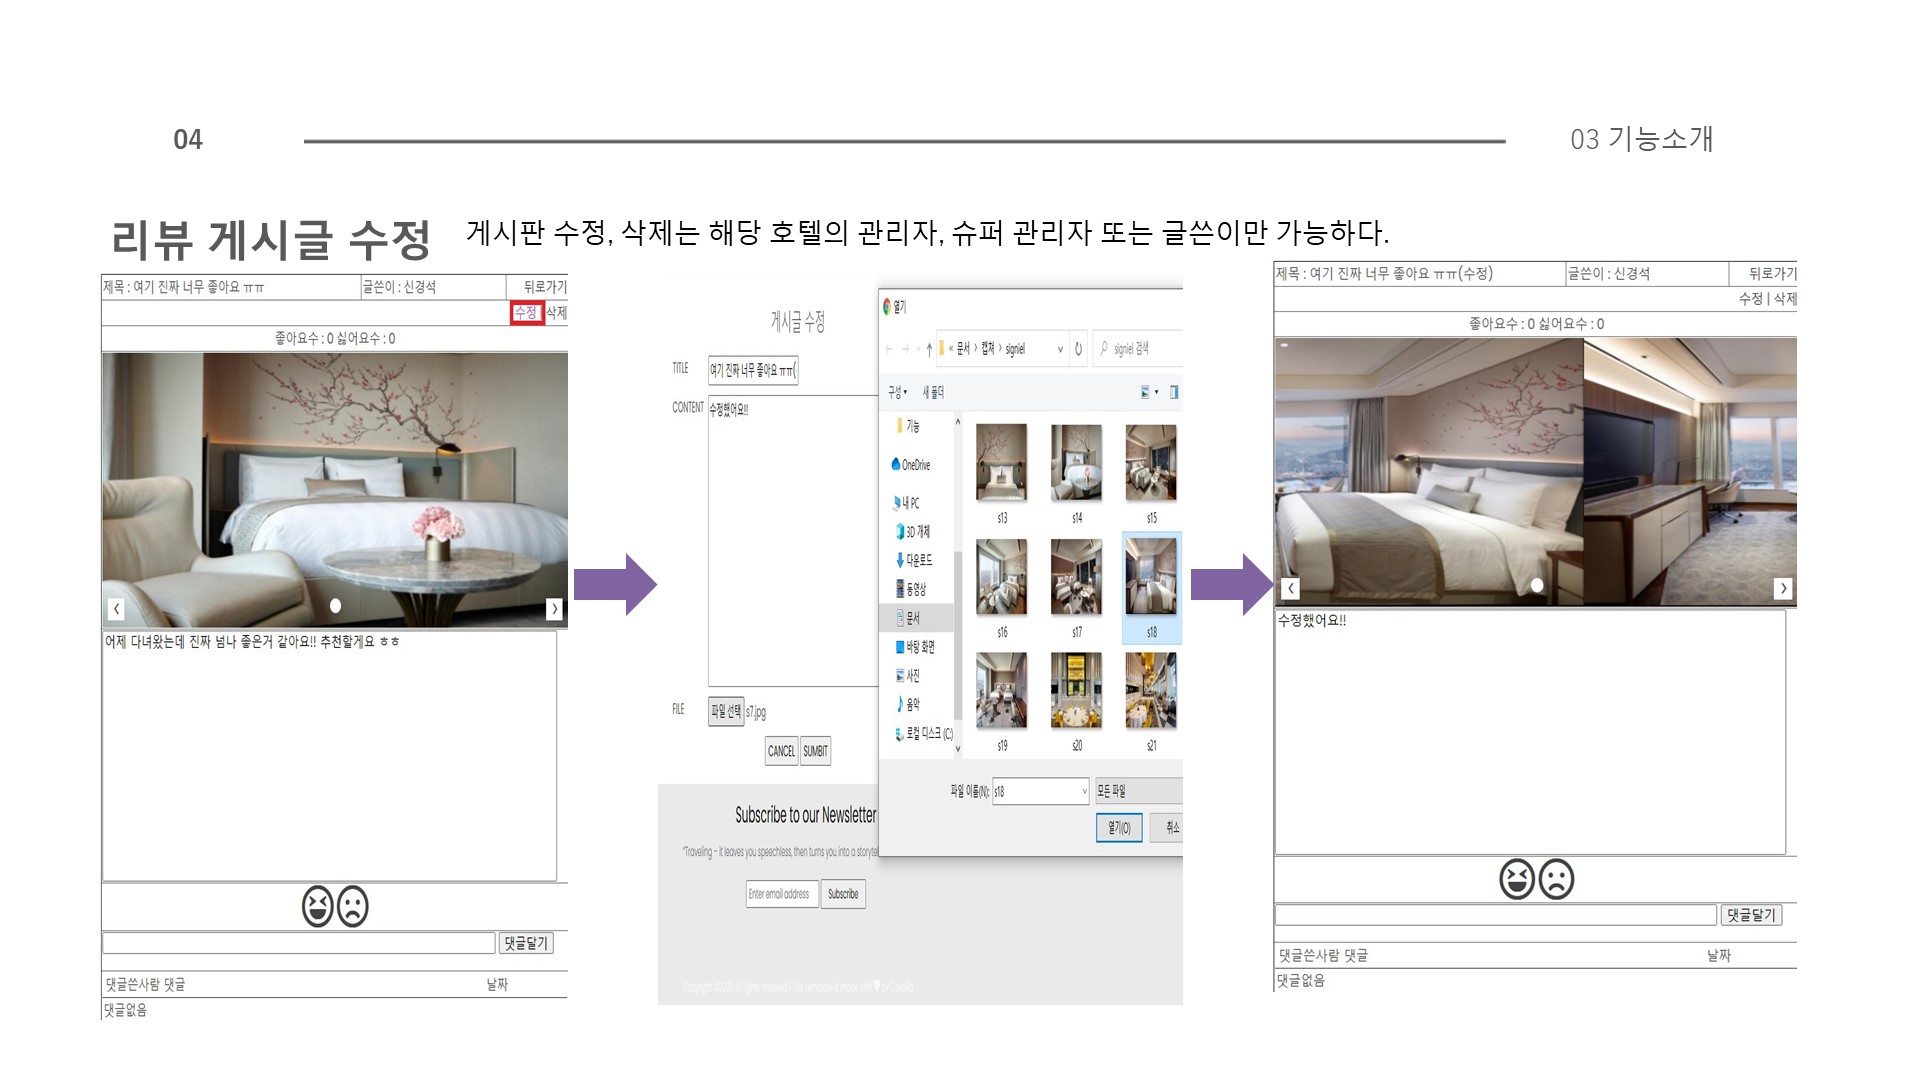 04
03 기능소개
리뷰 게시글 수정
게시판 수정, 삭제는 해당 호텔의 관리자, 슈퍼 관리자 또는 글쓴이만 가능하다.
제목 : 여기 진짜 너무 좋아요 ㅠㅠ 글쓴이 : 신경석 뒤로가기
수정 | 삭제
좋아요수 : 0 싫어요수 : 0
어제 다녀왔는데 진짜 넘나 좋은거 같아요!! 추천할게요 ㅎㅎ
댓글달기
댓글쓴사람 댓글 날짜
댓글없음
게시글 수정
TITLE 여기 진짜 너무 좋아요 ㅠㅠ(
CONTENT 수정했어요!!
FILE 파일 선택 s7.jpg
CANCEL SUMBIT
Subscribe to our Newsletter
"Traveling – it leaves you speechless, then turns you into a storytel
Enter email address Subscribe
Copyright ©2020 All rights reserved | This template is made with by Colorlib
열기
« 문서 › 캡쳐 › signiel
signiel 검색
구성 새 폴더
기능
OneDrive
내 PC
3D 개체
다운로드
동영상
문서
바탕 화면
사진
음악
로컬 디스크 (C:)
s13 s14 s15
s16 s17 s18
s19 s20 s21
파일 이름(N): s18 모든 파일
열기(O) 취소
제목 : 여기 진짜 너무 좋아요 ㅠㅠ(수정) 글쓴이 : 신경석 뒤로가기
수정 | 삭제
좋아요수 : 0 싫어요수 : 0
수정했어요!!
댓글달기
댓글쓴사람 댓글 날짜
댓글없음